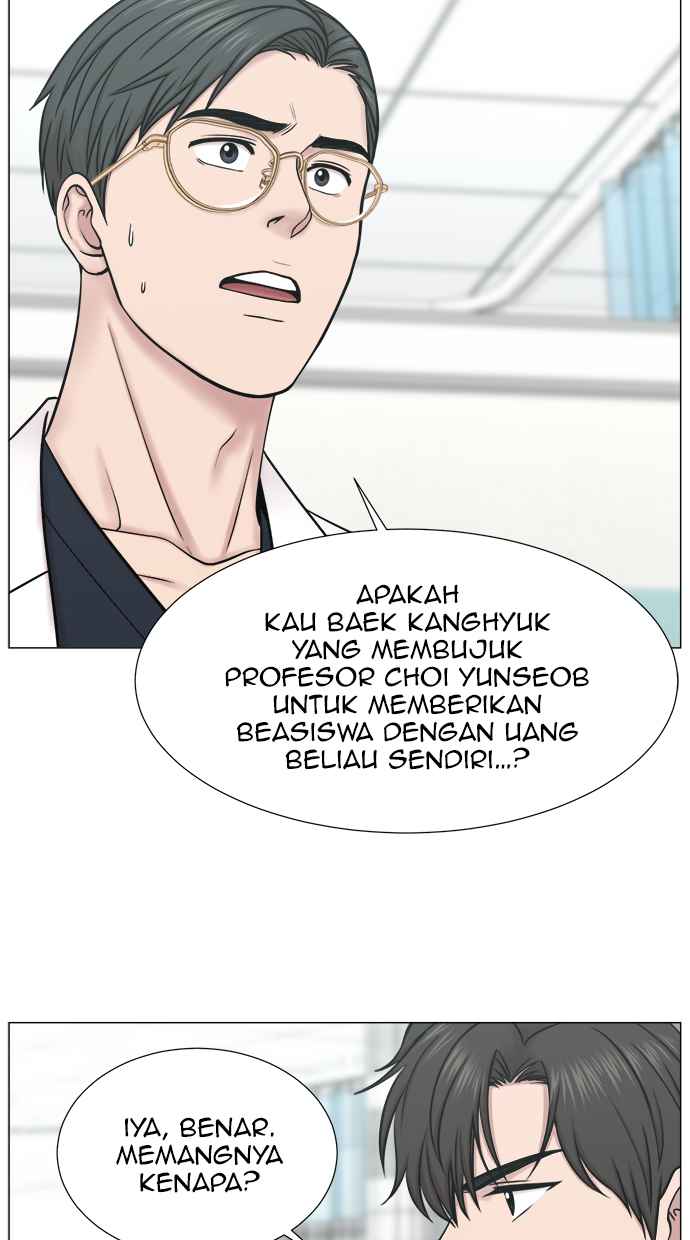 APAKAH
KAU BAEK KANGHYUK
YANG MEMBUJUK
PROFESOR CHOI YUNSEOB
UNTUK MEMBERIKAN
BEASISWA DENGAN UANG
BELIAU SENDIRI...?
IYA, BENAR.
MEMANGNYA
KENAPA?